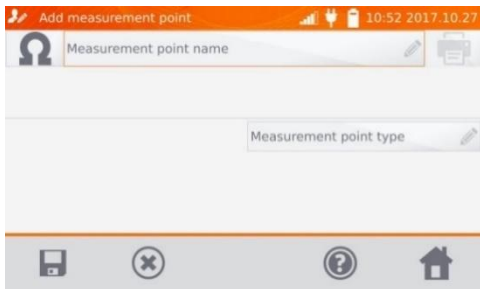 Add measurement point 10:52 2017.10.27
Ω Measurement point name
Measurement point type